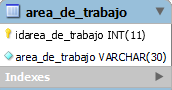 area_de_trabajo
idarea_de_trabajo INT(11)
area_de_trabajo VARCHAR(30)
Indexes